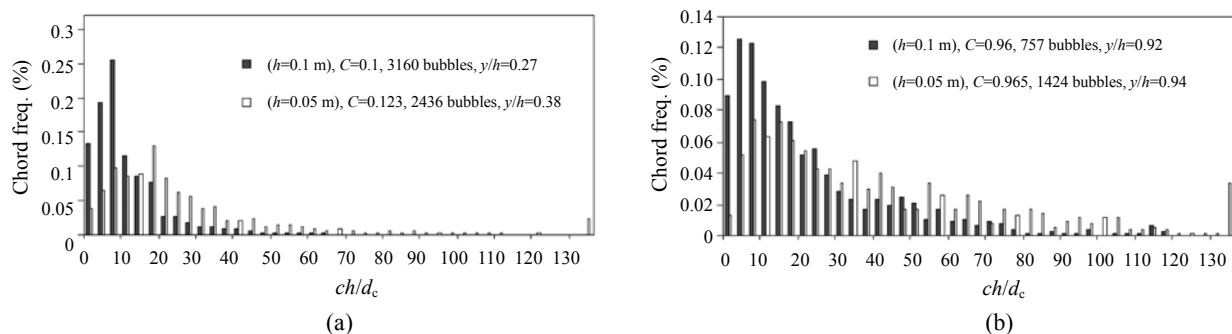 Chord freq. (%)
0.3
0.25
0.2
0.15
0.1
0.05
0
(h=0.1 m), C=0.1, 3160 bubbles, y/h=0.27
(h=0.05 m), C=0.123, 2436 bubbles, y/h=0.38
0 10 20 30 40 50 60 70 80 90 100 110 120 130
ch/dc
(a)
Chord freq. (%)
0.14
0.12
0.10
0.08
0.06
0.04
0.02
0
(h=0.1 m), C=0.96, 757 bubbles, y/h=0.92
(h=0.05 m), C=0.965, 1424 bubbles, y/h=0.94
0 10 20 30 40 50 60 70 80 90 100 110 120 130
ch/dc
(b)